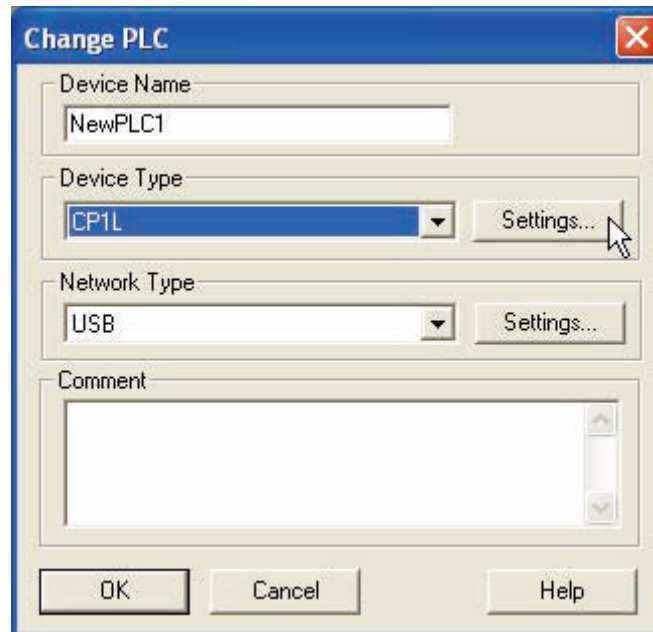 Change PLC
Device Name
NewPLC1
Device Type
CP1L
Settings...
Network Type
USB
Settings...
Comment
OK
Cancel
Help